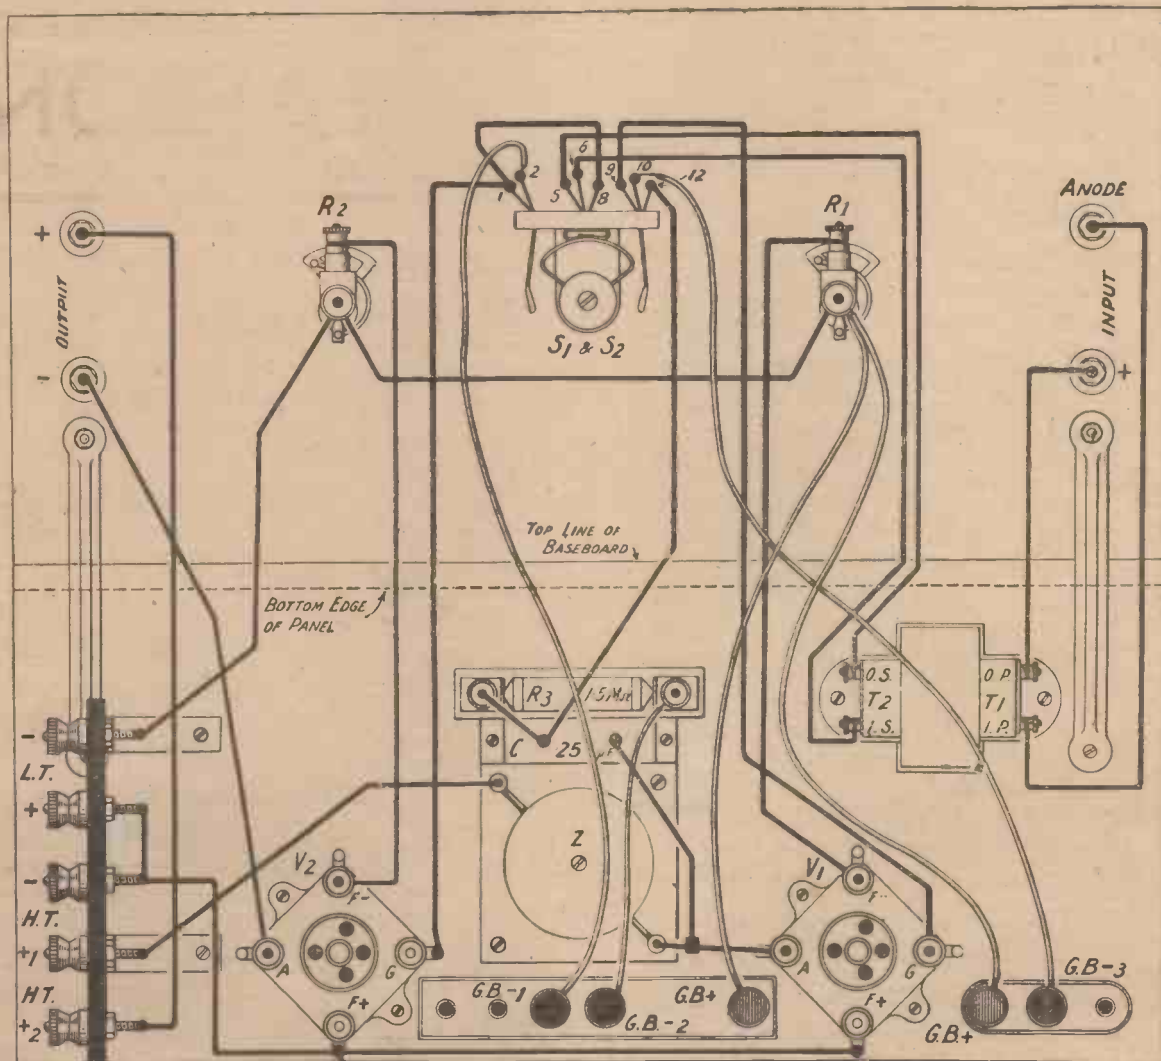 6
2
9
10
12
1
5
8
R2
R1
ANODE
+
OUTPUT
INPUT
S1 & S2
-
+
TOP LINE OF
BASEBOARD
BOTTOM EDGE
OF PANEL
R3
1.5
O.S.
O.P.
T2
T1
I.S.
I.P.
C
25
µF
-
L.T.
+
Z
V2
V1
-
F-
F-
H.T.
+1
A
G
A
G
H.T.
+2
F+
F+
G.B-1
G.B.-2
G.B+
G.B-3
G.B.+